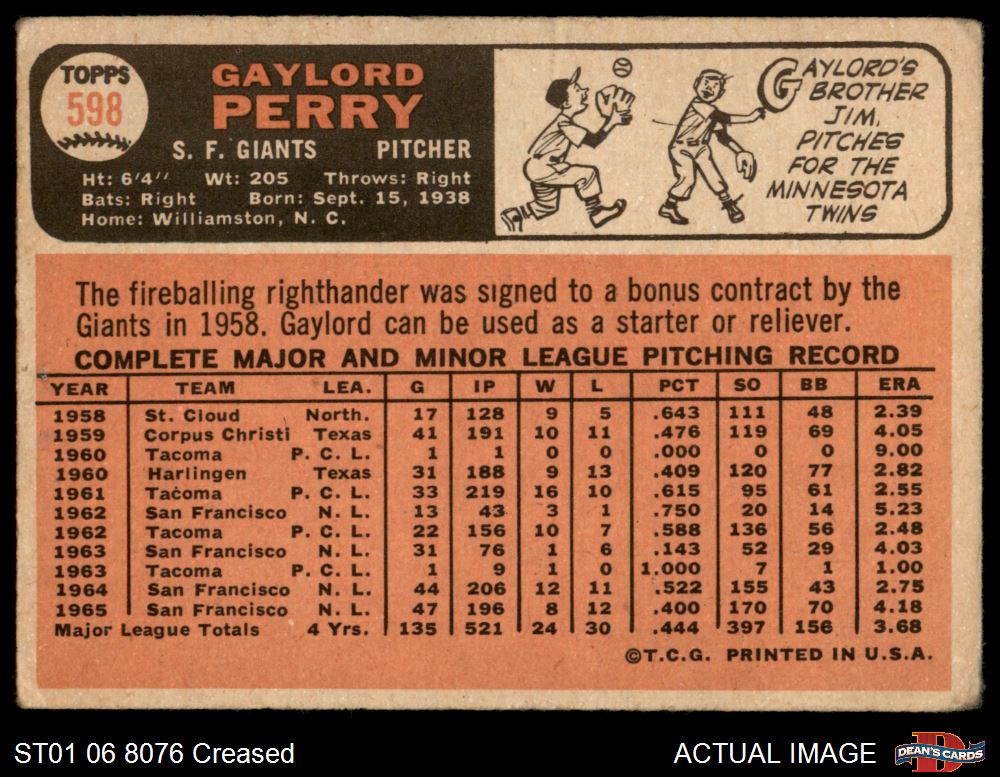 TOPPS
598
GAYLORD
PERRY
S. F. GIANTS PITCHER
Ht: 6'4" Wt: 205 Throws: Right
Bats: Right Born: Sept. 15, 1938
Home: Williamston, N. C.
GAYLORD'S
BROTHER
JIM,
PITCHES
FOR THE
MINNESOTA
TWINS
The fireballing righthander was signed to a bonus contract by the
Giants in 1958. Gaylord can be used as a starter or reliever.
COMPLETE MAJOR AND MINOR LEAGUE PITCHING RECORD
YEAR TEAM LEA. G IP W L PCT SO BB ERA
1958 St. Cloud North. 17 128 9 5 .643 111 48 2.39
1959 Corpus Christi Texas 41 191 10 11 .476 119 69 4.05
1960 Tacoma P. C. L. 1 1 0 0 .000 0 0 9.00
1960 Harlingen Texas 31 188 9 13 .409 120 77 2.82
1961 Tacoma P. C. L. 33 219 16 10 .615 95 61 2.55
1962 San Francisco N. L. 13 43 3 1 .750 20 14 5.23
1962 Tacoma P. C. L. 22 156 10 7 .588 136 56 2.48
1963 San Francisco N. L. 31 76 1 6 .143 52 29 4.03
1963 Tacoma P. C. L. 1 9 1 0 1.000 7 1 1.00
1964 San Francisco N. L. 44 206 12 11 .522 155 43 2.75
1965 San Francisco N. L. 47 196 8 12 .400 170 70 4.18
Major League Totals 4 Yrs. 135 521 24 30 .444 397 156 3.68
©T.C.G. PRINTED IN U.S.A.
ST01 06 8076 Creased ACTUAL IMAGE
D
DEAN'S CARDS